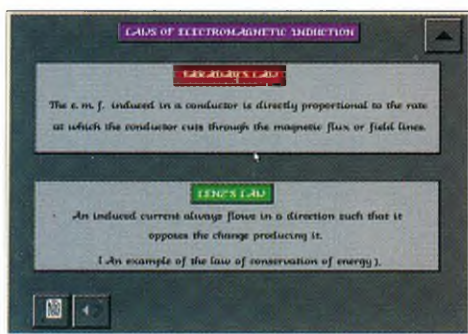 LAWS OF ELECTROMAGNETIC INDUCTION
FARADAY'S LAW
The e. m. f. induced in a conductor is directly proportional to the rate
at which the conductor cuts through the magnetic flux or field lines.
LENZ'S LAW
An induced current always flows in a direction such that it
opposes the change producing it.
( An example of the law of conservation of energy ).